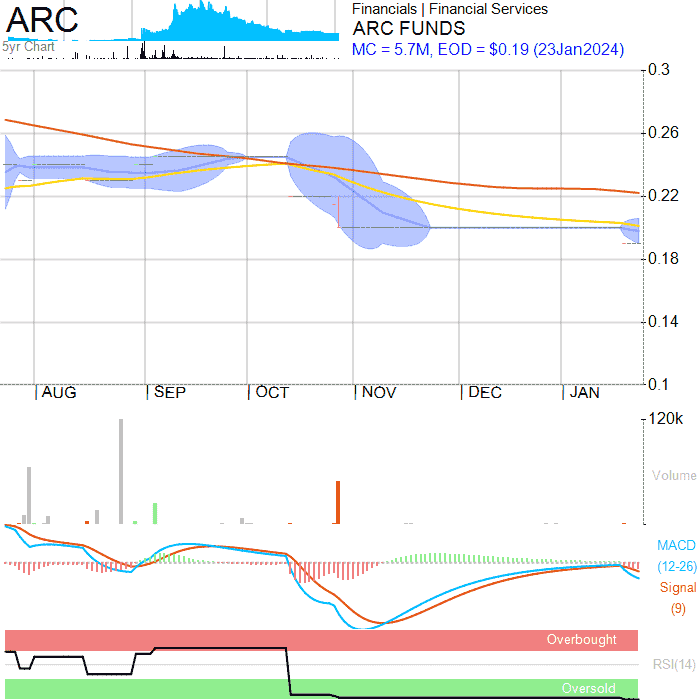 ARC
Financials | Financial Services
ARC FUNDS
MC = 5.7M, EOD = $0.19 (23Jan2024)
5yr Chart
0.3
0.26
0.22
0.18
0.14
0.1
AUG SEP OCT NOV DEC JAN
120k
Volume
MACD
(12-26)
Signal
(9)
Overbought
RSI(14)
Oversold